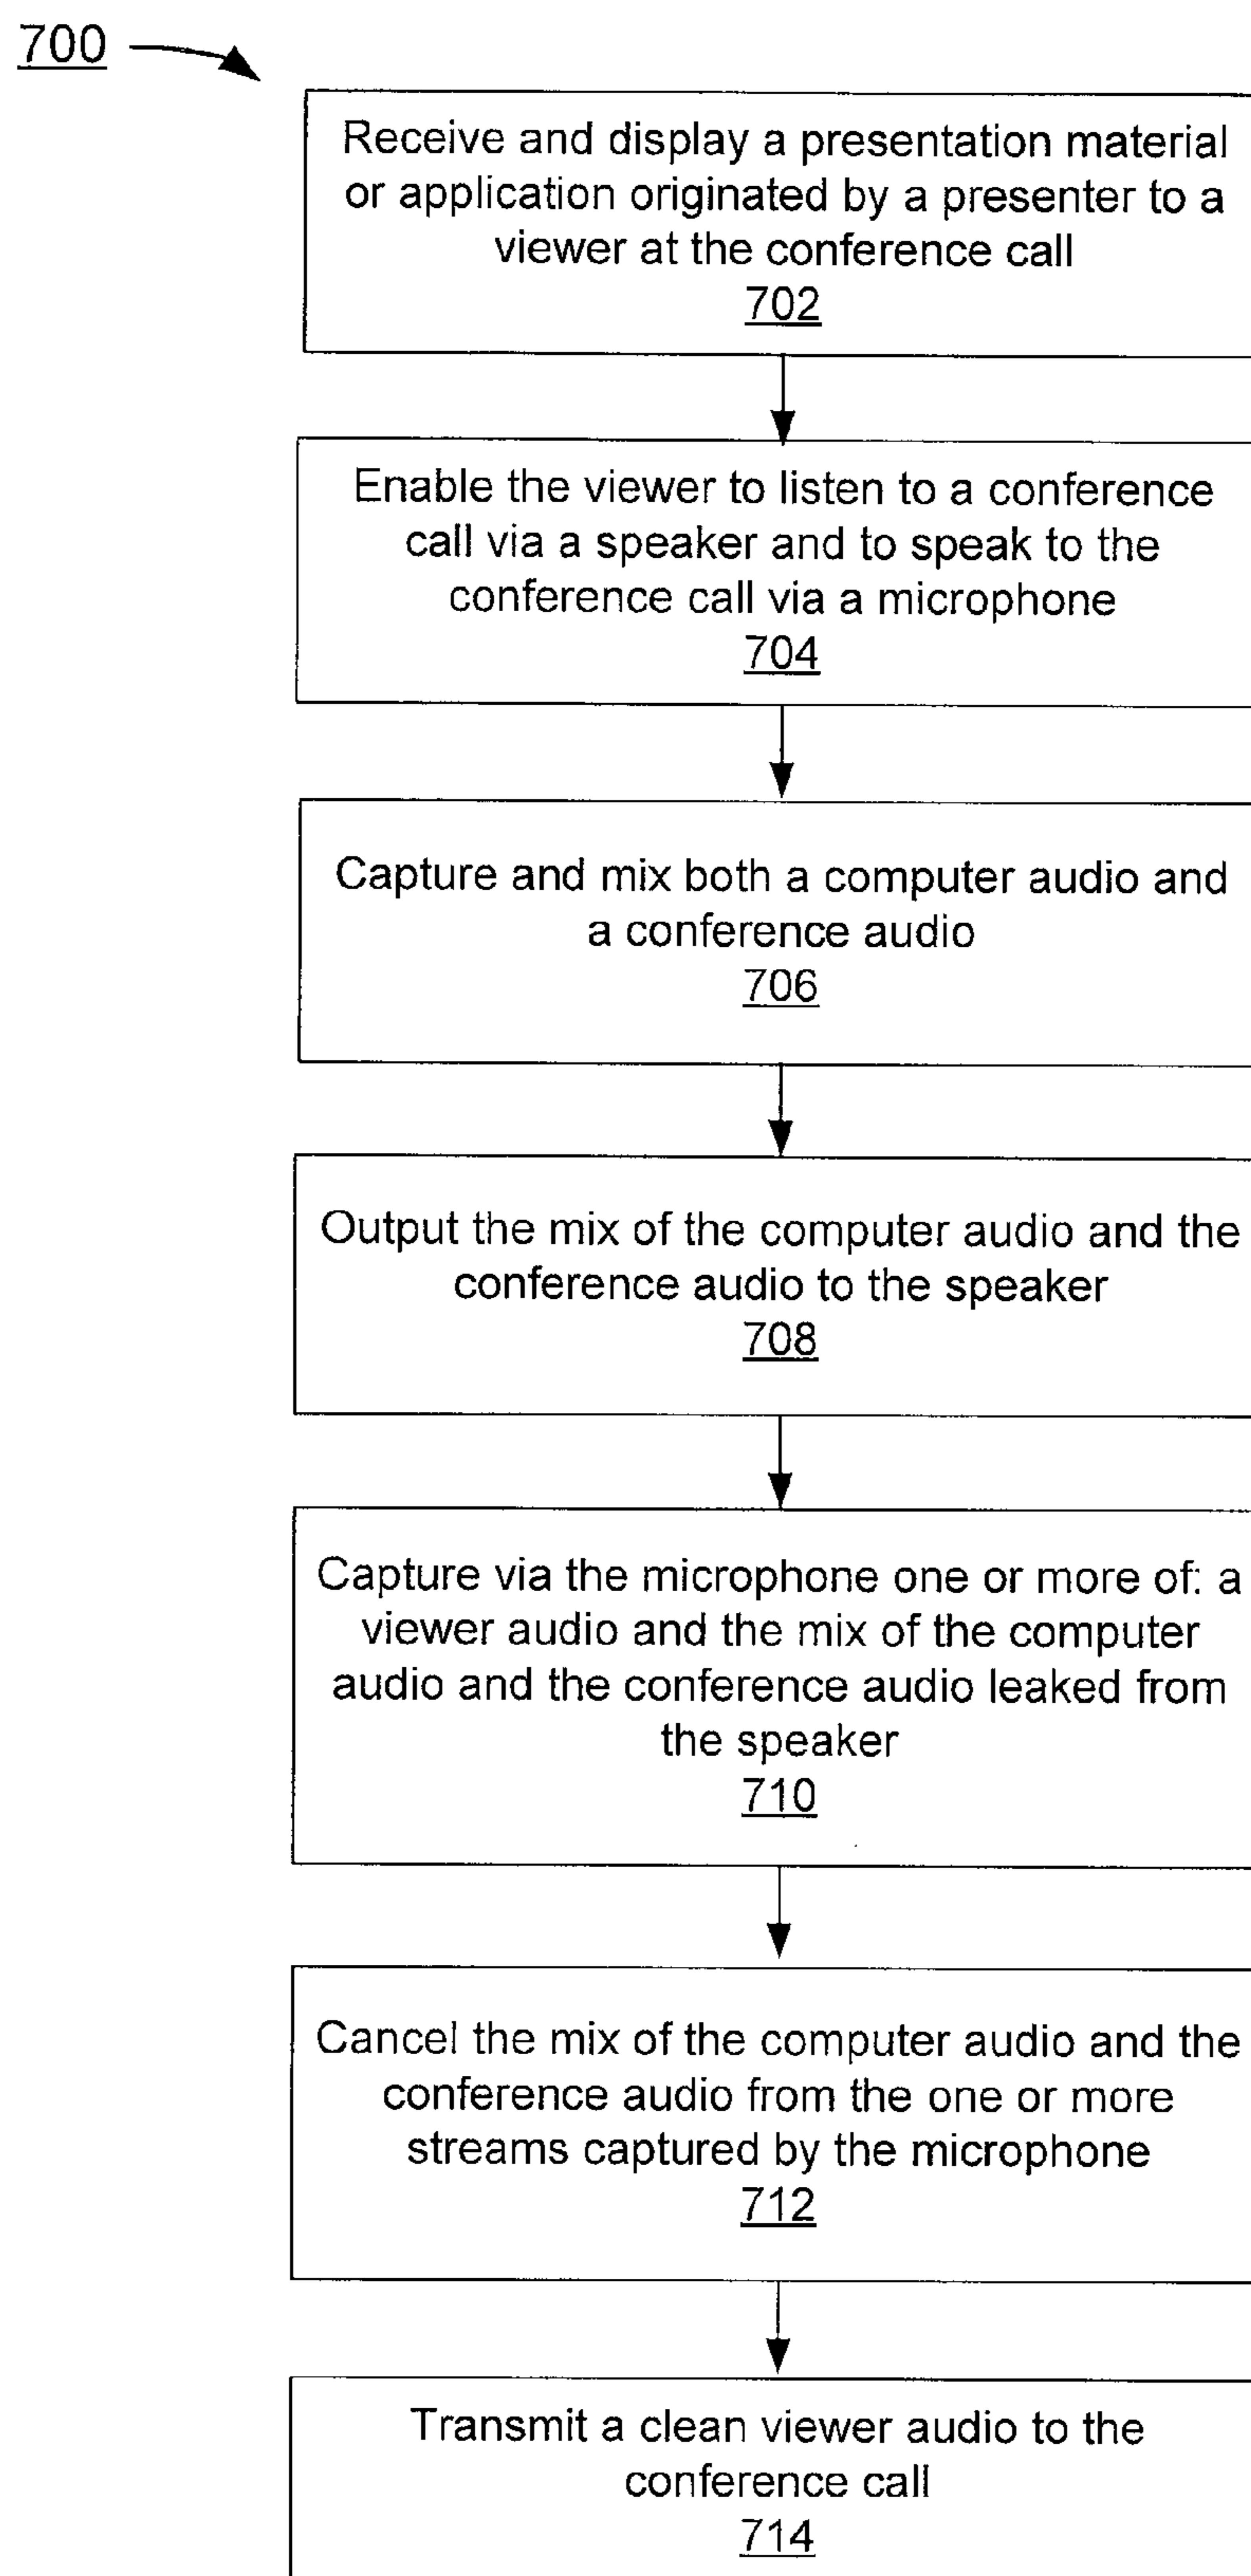 700
Receive and display a presentation material
or application originated by a presenter to a
viewer at the conference call
702
Enable the viewer to listen to a conference
call via a speaker and to speak to the
conference call via a microphone
704
Capture and mix both a computer audio and
a conference audio
706
Output the mix of the computer audio and the
conference audio to the speaker
708
Capture via the microphone one or more of: a
viewer audio and the mix of the computer
audio and the conference audio leaked from
the speaker
710
Cancel the mix of the computer audio and the
conference audio from the one or more
streams captured by the microphone
712
Transmit a clean viewer audio to the
conference call
714